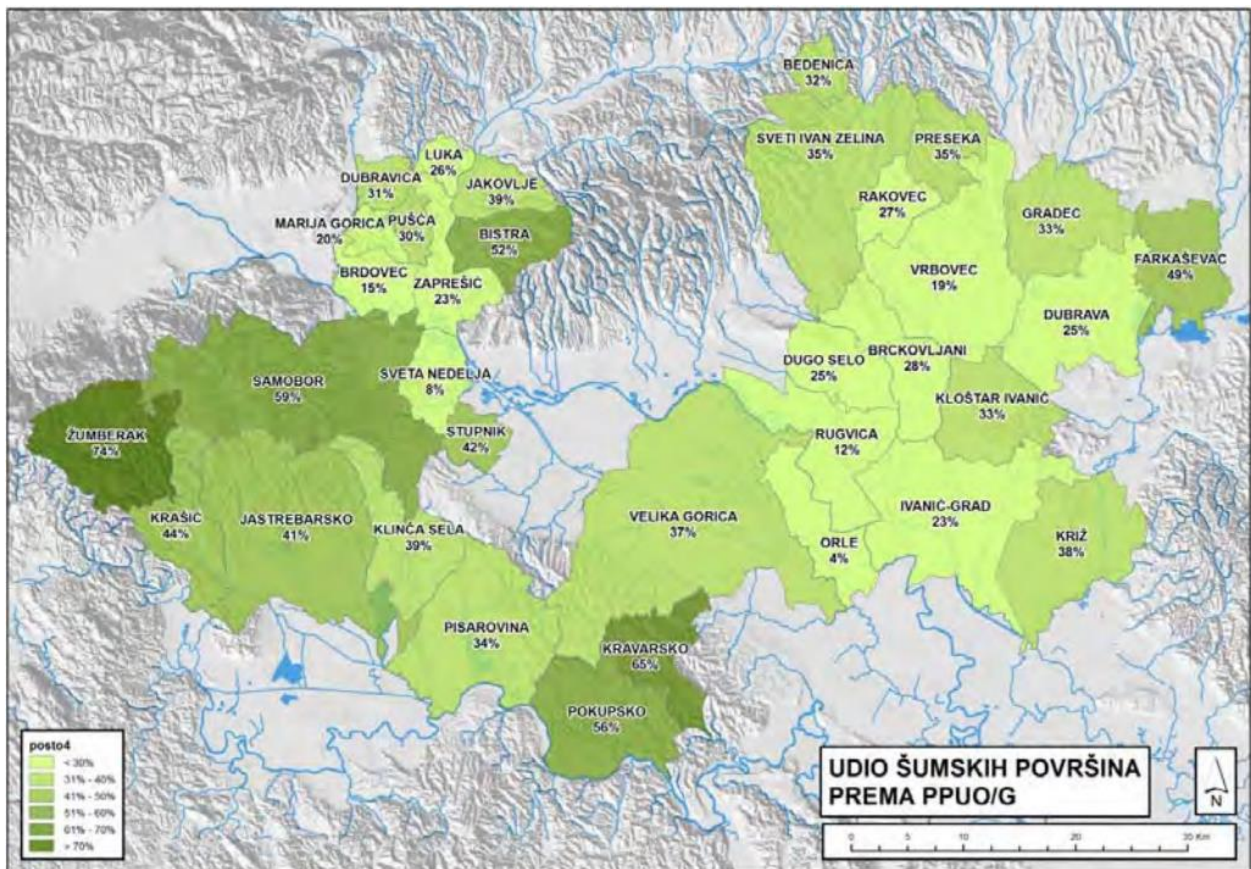 BEDENICA
32%
SVETI IVAN ZELINA
35%
PRESEKA
35%
LUKA
26%
DUBRAVICA
31%
JAKOVLJE
39%
RAKOVEC
27%
GRADEC
33%
MARIJA GORICA
20%
PUŠĆA
30%
BISTRA
52%
FARKAŠEVAC
49%
BRDOVEC
15%
ZAPREŠIĆ
23%
VRBOVEC
19%
DUBRAVA
25%
SAMOBOR
59%
SVETA NEDELJA
8%
DUGO SELO
25%
BRCKOVLJANI
28%
KLOŠTAR IVANIĆ
33%
ŽUMBERAK
74%
STUPNIK
42%
RUGVICA
12%
KRAŠIĆ
44%
JASTREBARSKO
41%
KLINČA SELA
39%
VELIKA GORICA
37%
IVANIĆ-GRAD
23%
ORLE
4%
KRIŽ
38%
PISAROVINA
34%
KRAVARSKO
65%
POKUPSKO
56%
posto4
< 30%
31% - 40%
41% - 50%
51% - 60%
61% - 70%
> 70%
UDIO ŠUMSKIH POVRŠINA
PREMA PPUO/G
N
0 5 10 20 30 Km